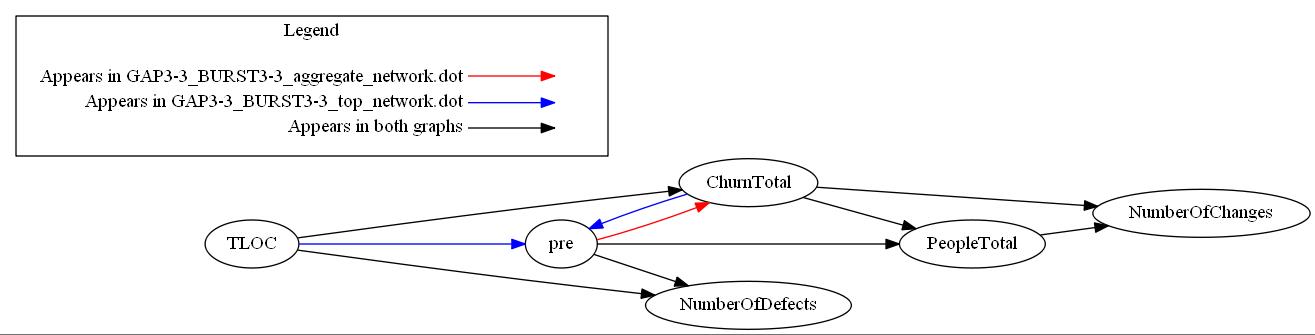 Legend
Appears in GAP3-3_BURST3-3_aggregate_network.dot
Appears in GAP3-3_BURST3-3_top_network.dot
Appears in both graphs
ChurnTotal
NumberOfChanges
TLOC
pre
PeopleTotal
NumberOfDefects